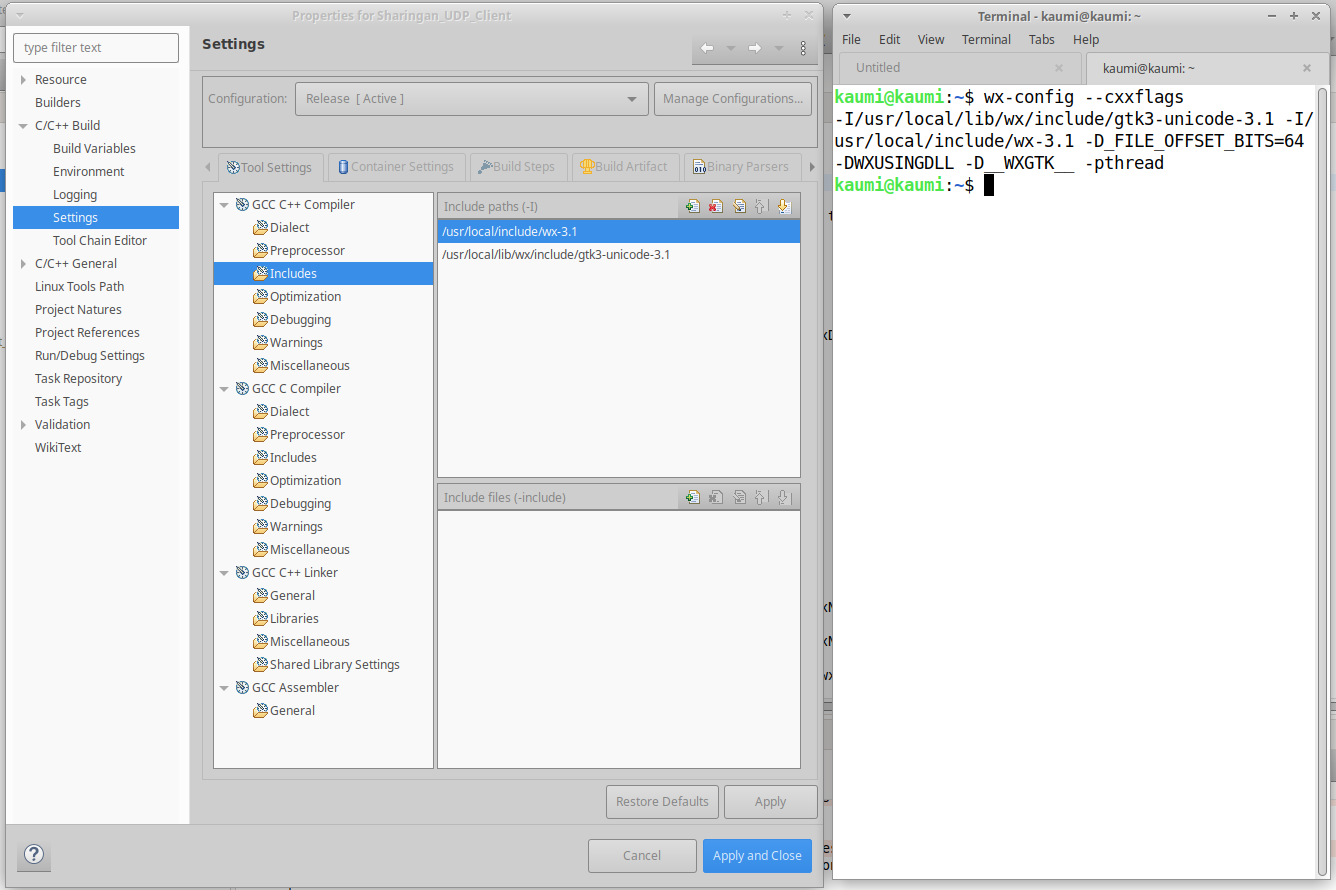 Properties for Sharingan_UDP_Client
type filter text
Resource
Builders
C/C++ Build
Build Variables
Environment
Logging
Settings
Tool Chain Editor
C/C++ General
Linux Tools Path
Project Natures
Project References
Run/Debug Settings
Task Repository
Task Tags
Validation
WikiText
Settings
Configuration:
Release [ Active ]
Manage Configurations...
Tool Settings
Container Settings
Build Steps
Build Artifact
Binary Parsers
GCC C++ Compiler
Dialect
Preprocessor
Includes
Optimization
Debugging
Warnings
Miscellaneous
GCC C Compiler
Dialect
Preprocessor
Includes
Optimization
Debugging
Warnings
Miscellaneous
GCC C++ Linker
General
Libraries
Miscellaneous
Shared Library Settings
GCC Assembler
General
Include paths (-I)
/usr/local/include/wx-3.1
/usr/local/lib/wx/include/gtk3-unicode-3.1
Include files (-include)
Restore Defaults
Apply
Cancel
Apply and Close
Terminal - kaumi@kaumi: ~
File Edit View Terminal Tabs Help
Untitled
kaumi@kaumi: ~
kaumi@kaumi:~$ wx-config --cxxflags
-I/usr/local/lib/wx/include/gtk3-unicode-3.1 -I/
usr/local/include/wx-3.1 -D_FILE_OFFSET_BITS=64
-DWXUSINGDLL -D__WXGTK__ -pthread
kaumi@kaumi:~$